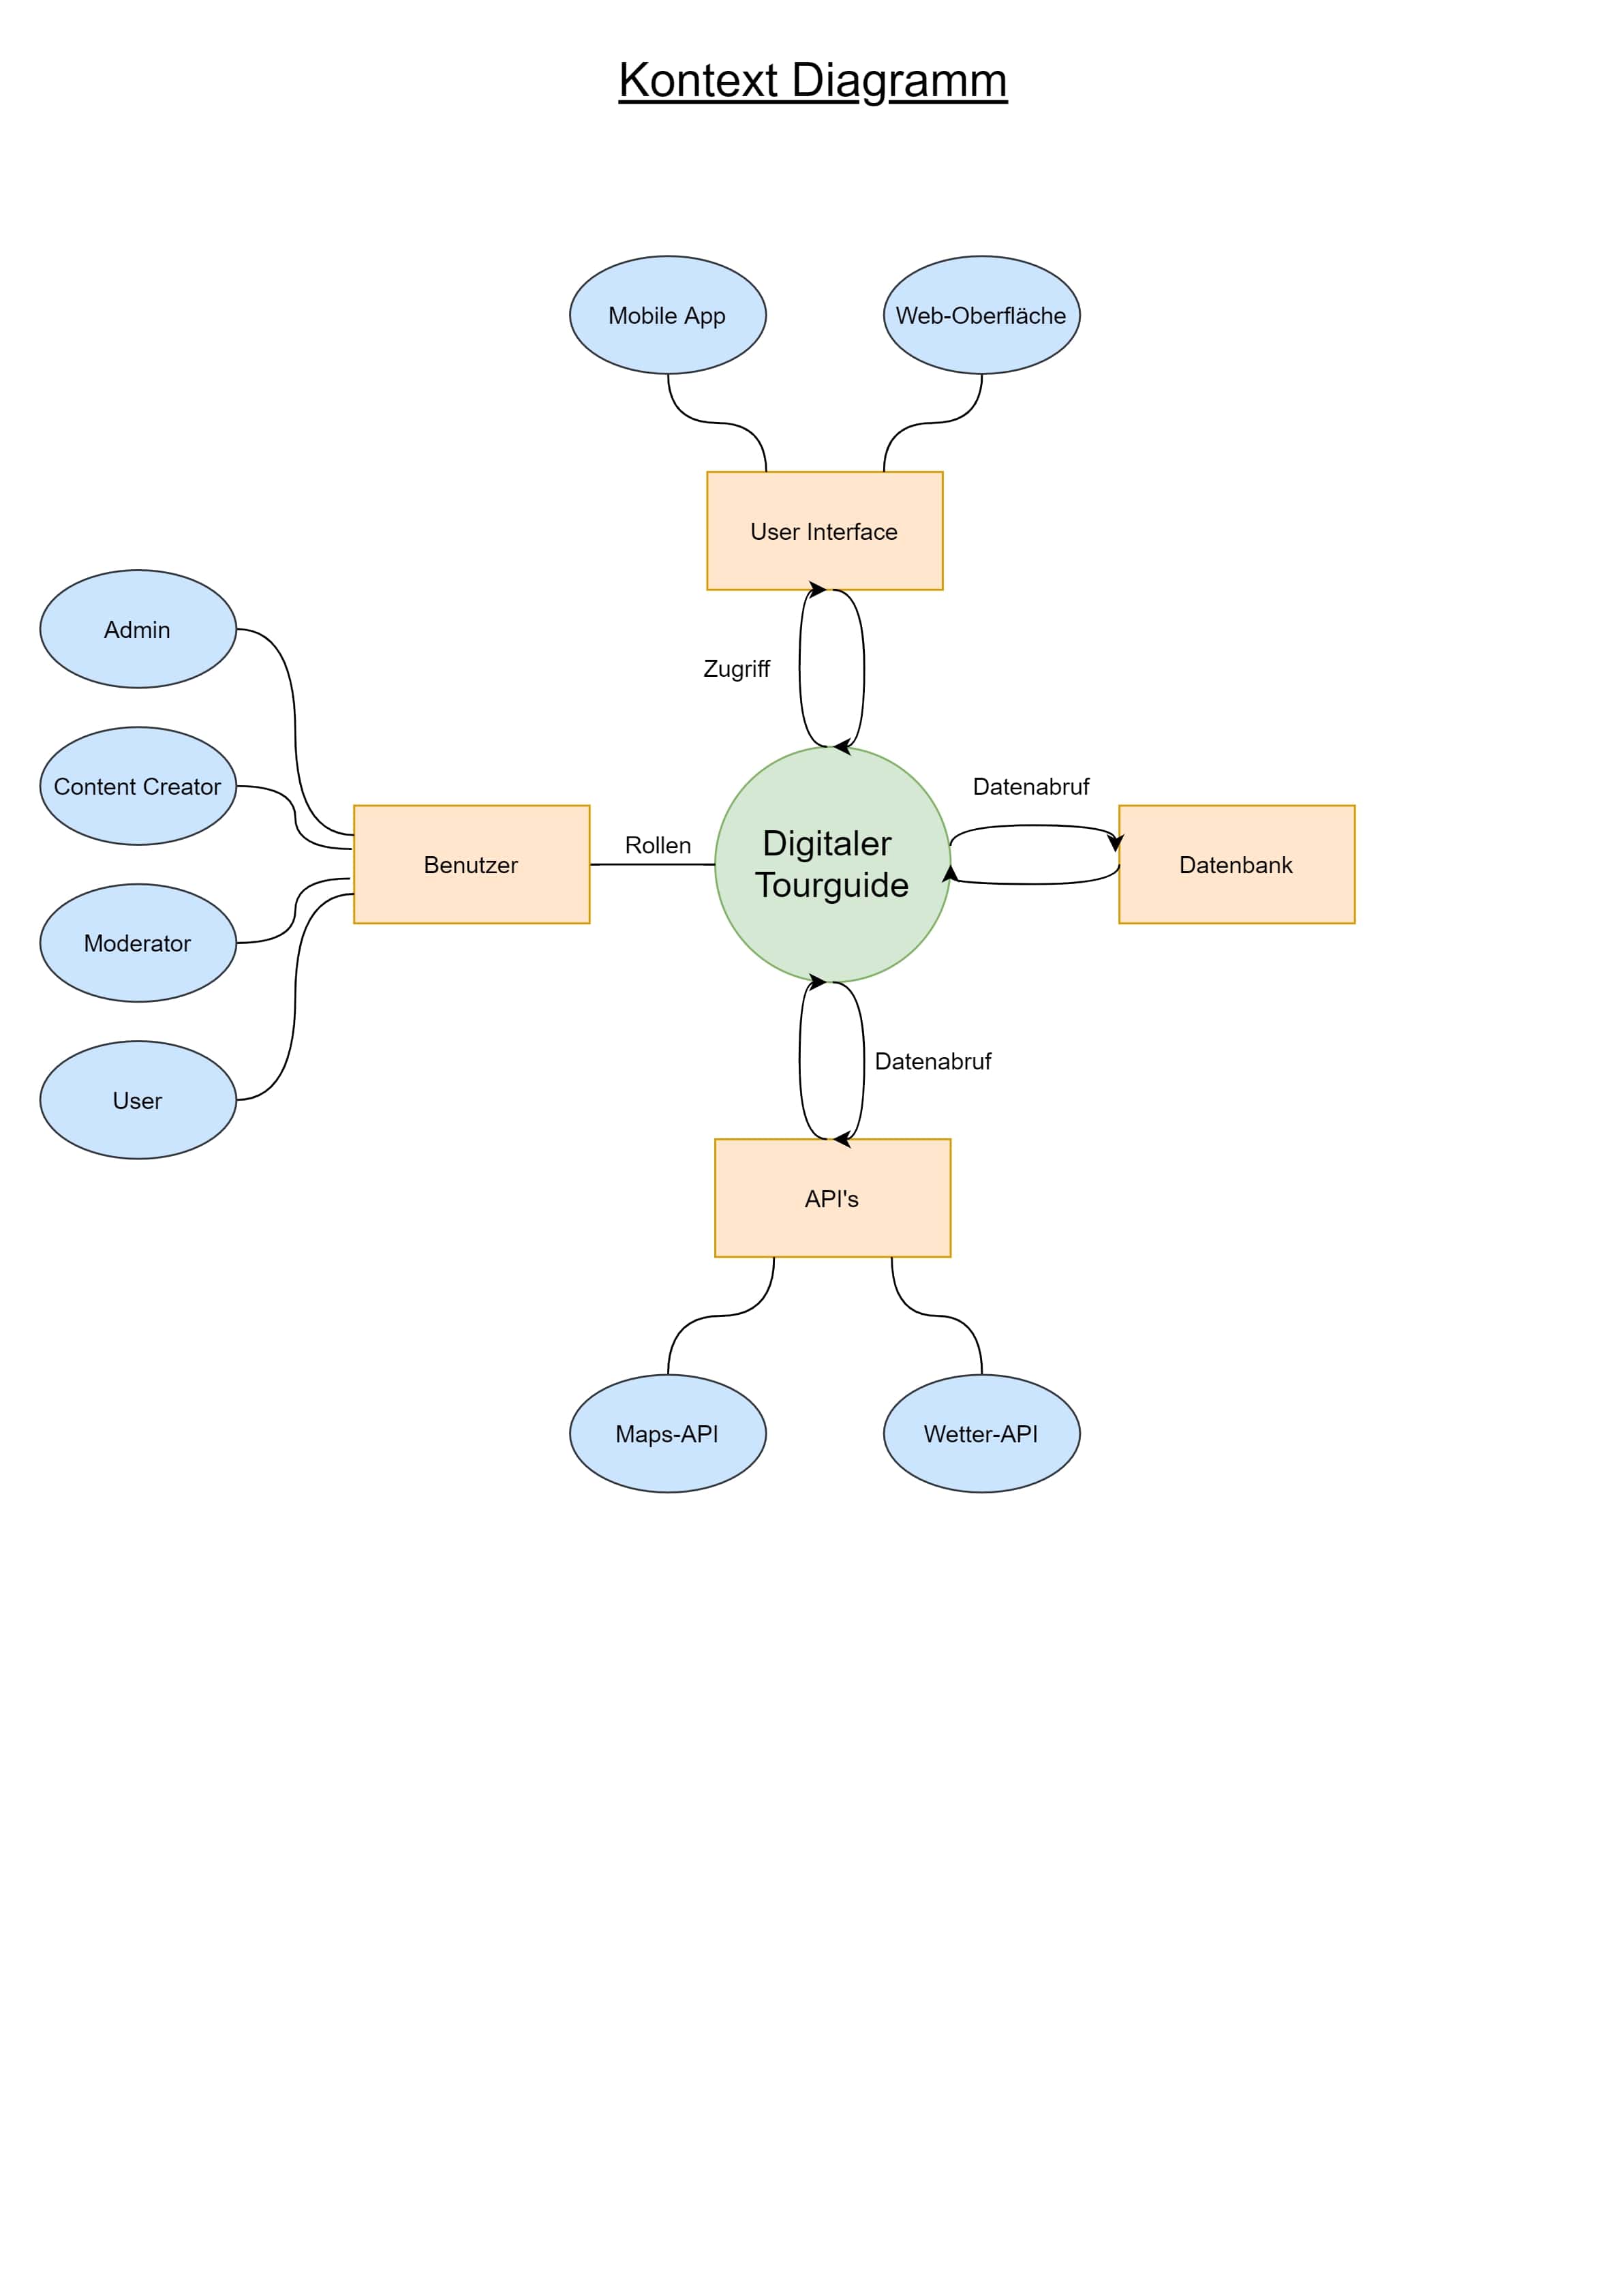 Kontext Diagramm
Mobile App
Web-Oberfläche
User Interface
Zugriff
Admin
Content Creator
Moderator
User
Benutzer
Rollen
Digitaler
Tourguide
Datenabruf
Datenbank
Datenabruf
API's
Maps-API
Wetter-API